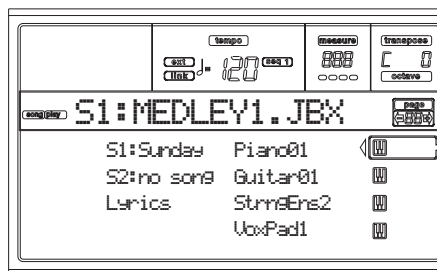 tempo measure transpose
ext link ♩= 120 seq 1 888 [ 0
octave
song play S1:MEDLEY1.JBX page 88
S1:Sunday Piano01 W
S2:no song Guitar01 W
Lyrics StrngEns2 W
VoxPad1 W